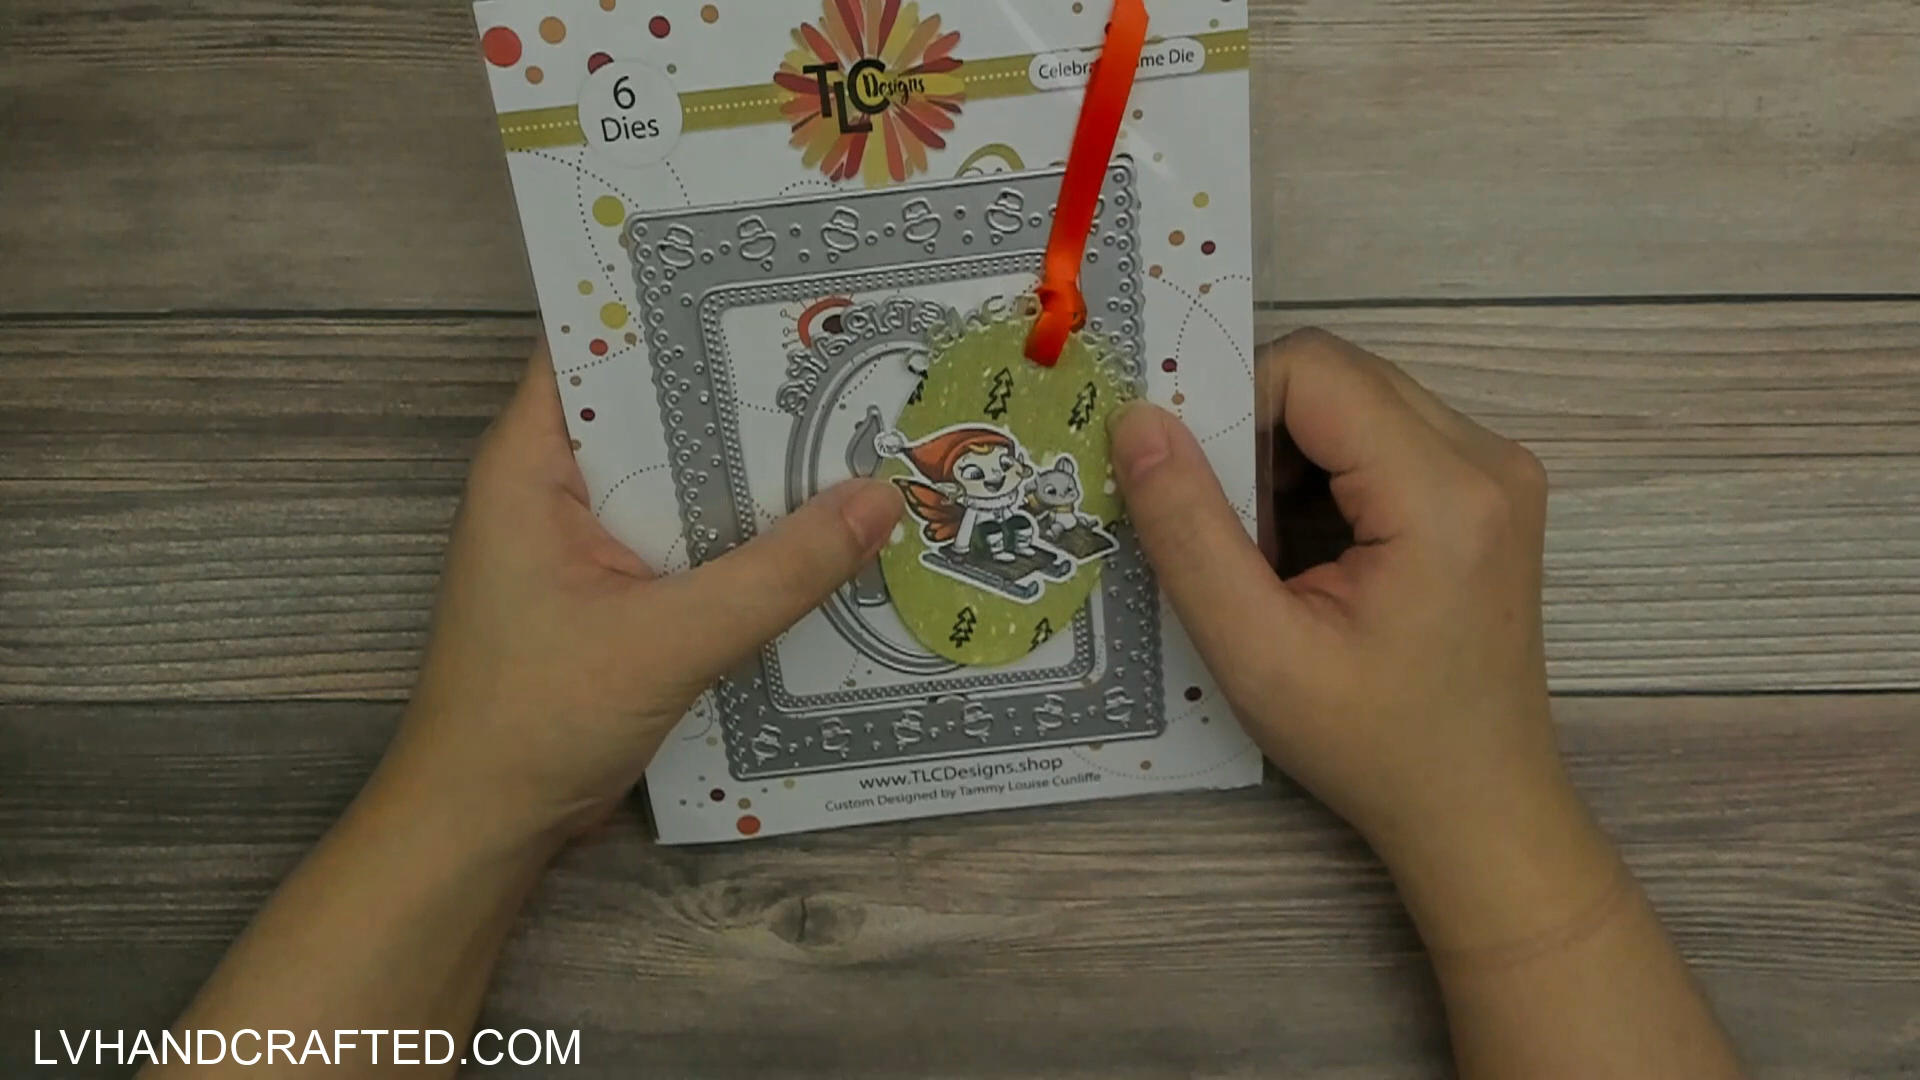 6
Dies
TLC
Designs
Celebra me Die
www.TLCDesigns.shop
Custom Designed by Tammy Louise Cunliffe
LVHANDCRAFTED.COM